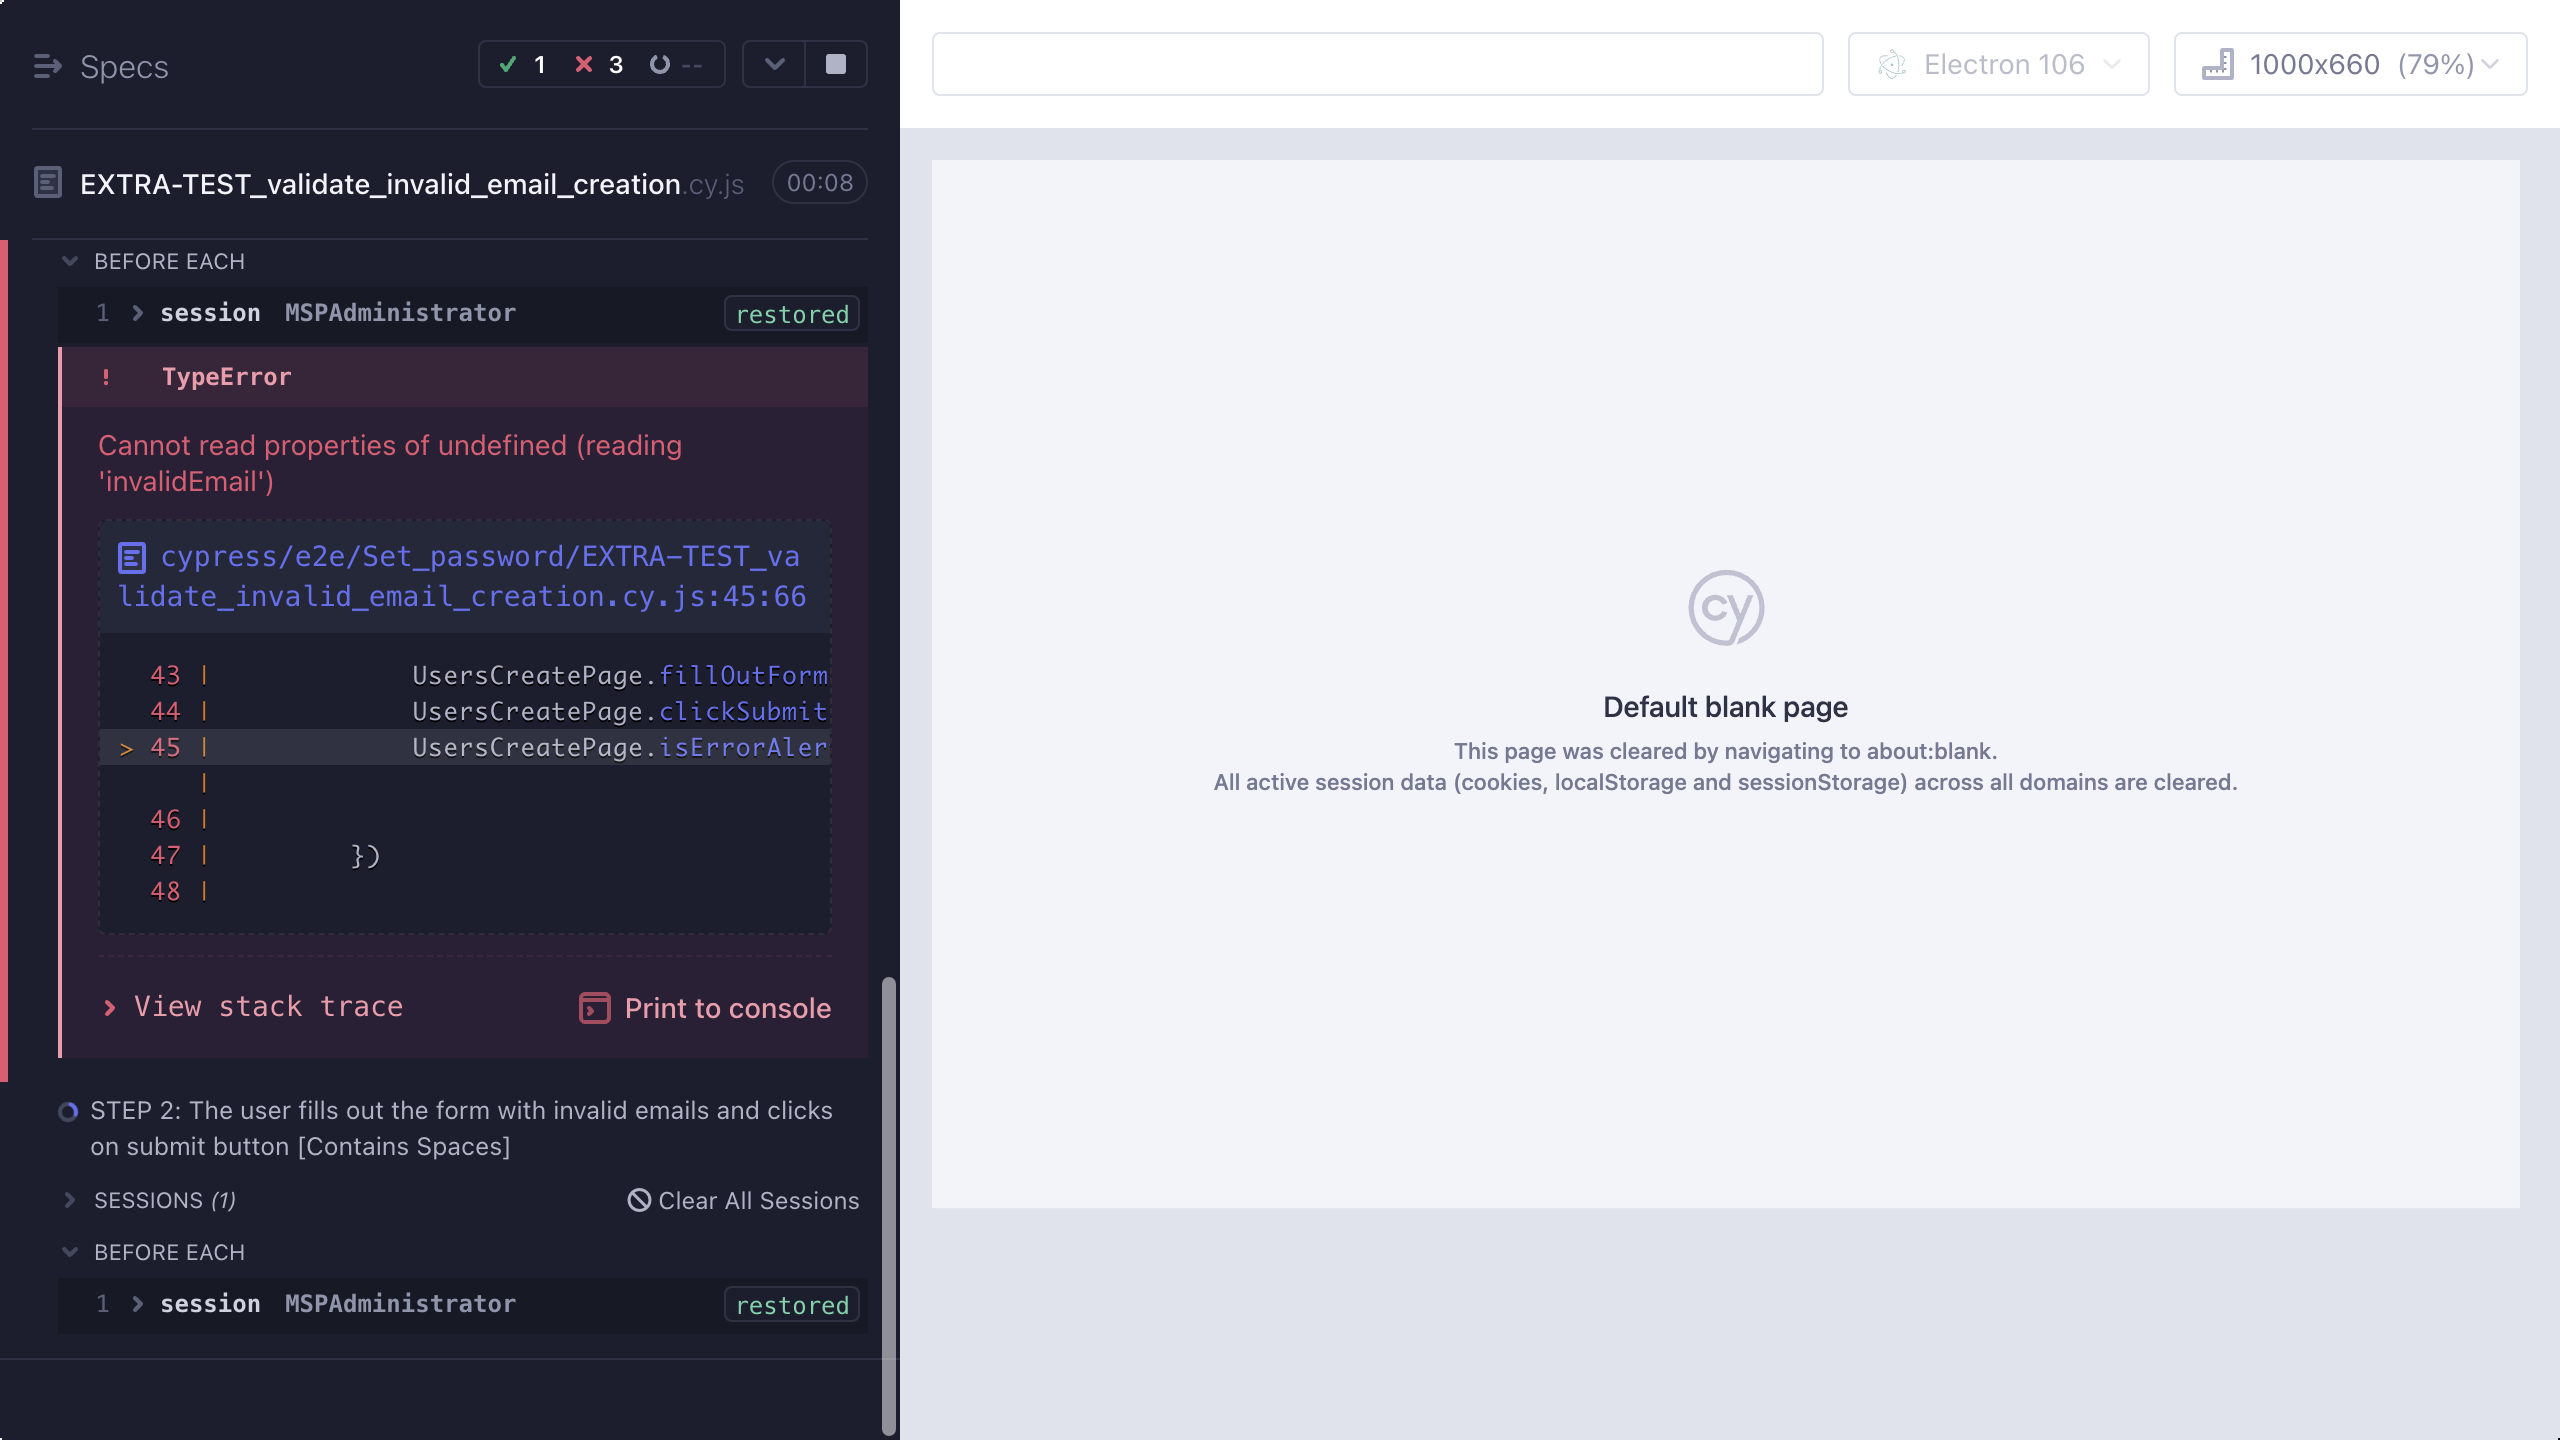 Specs
1 3 --
EXTRA-TEST_validate_invalid_email_creation.cy.js 00:08
BEFORE EACH
1 session MSPAdministrator restored
! TypeError
Cannot read properties of undefined (reading
'invalidEmail')
cypress/e2e/Set_password/EXTRA-TEST_va
lidate_invalid_email_creation.cy.js:45:66
43 | UsersCreatePage.fillOutForm
44 | UsersCreatePage.clickSubmit
> 45 | UsersCreatePage.isErrorAler
|
46 |
47 | })
48 |
View stack trace
Print to console
STEP 2: The user fills out the form with invalid emails and clicks
on submit button [Contains Spaces]
SESSIONS (1)
Clear All Sessions
BEFORE EACH
1 session MSPAdministrator restored
Electron 106
1000x660 (79%)
cy
Default blank page
This page was cleared by navigating to about:blank.
All active session data (cookies, localStorage and sessionStorage) across all domains are cleared.